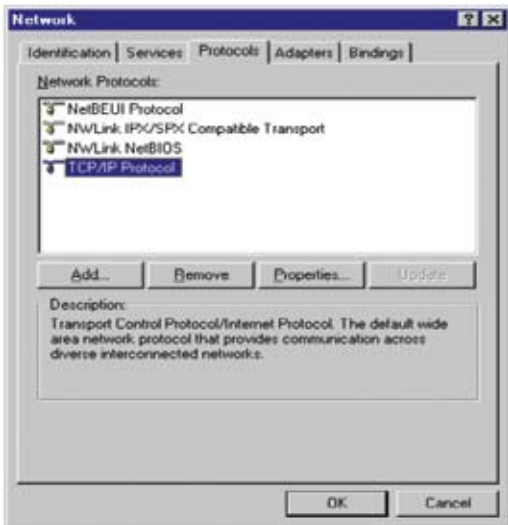 Network
Identification Services Protocols Adapters Bindings
Network Protocols:
NetBEUI Protocol
NWLink IPX/SPX Compatible Transport
NWLink NetBIOS
TCP/IP Protocol
Add... Remove Properties... Update
Description:
Transport Control Protocol/Internet Protocol. The default wide
area network protocol that provides communication across
diverse interconnected networks.
OK Cancel